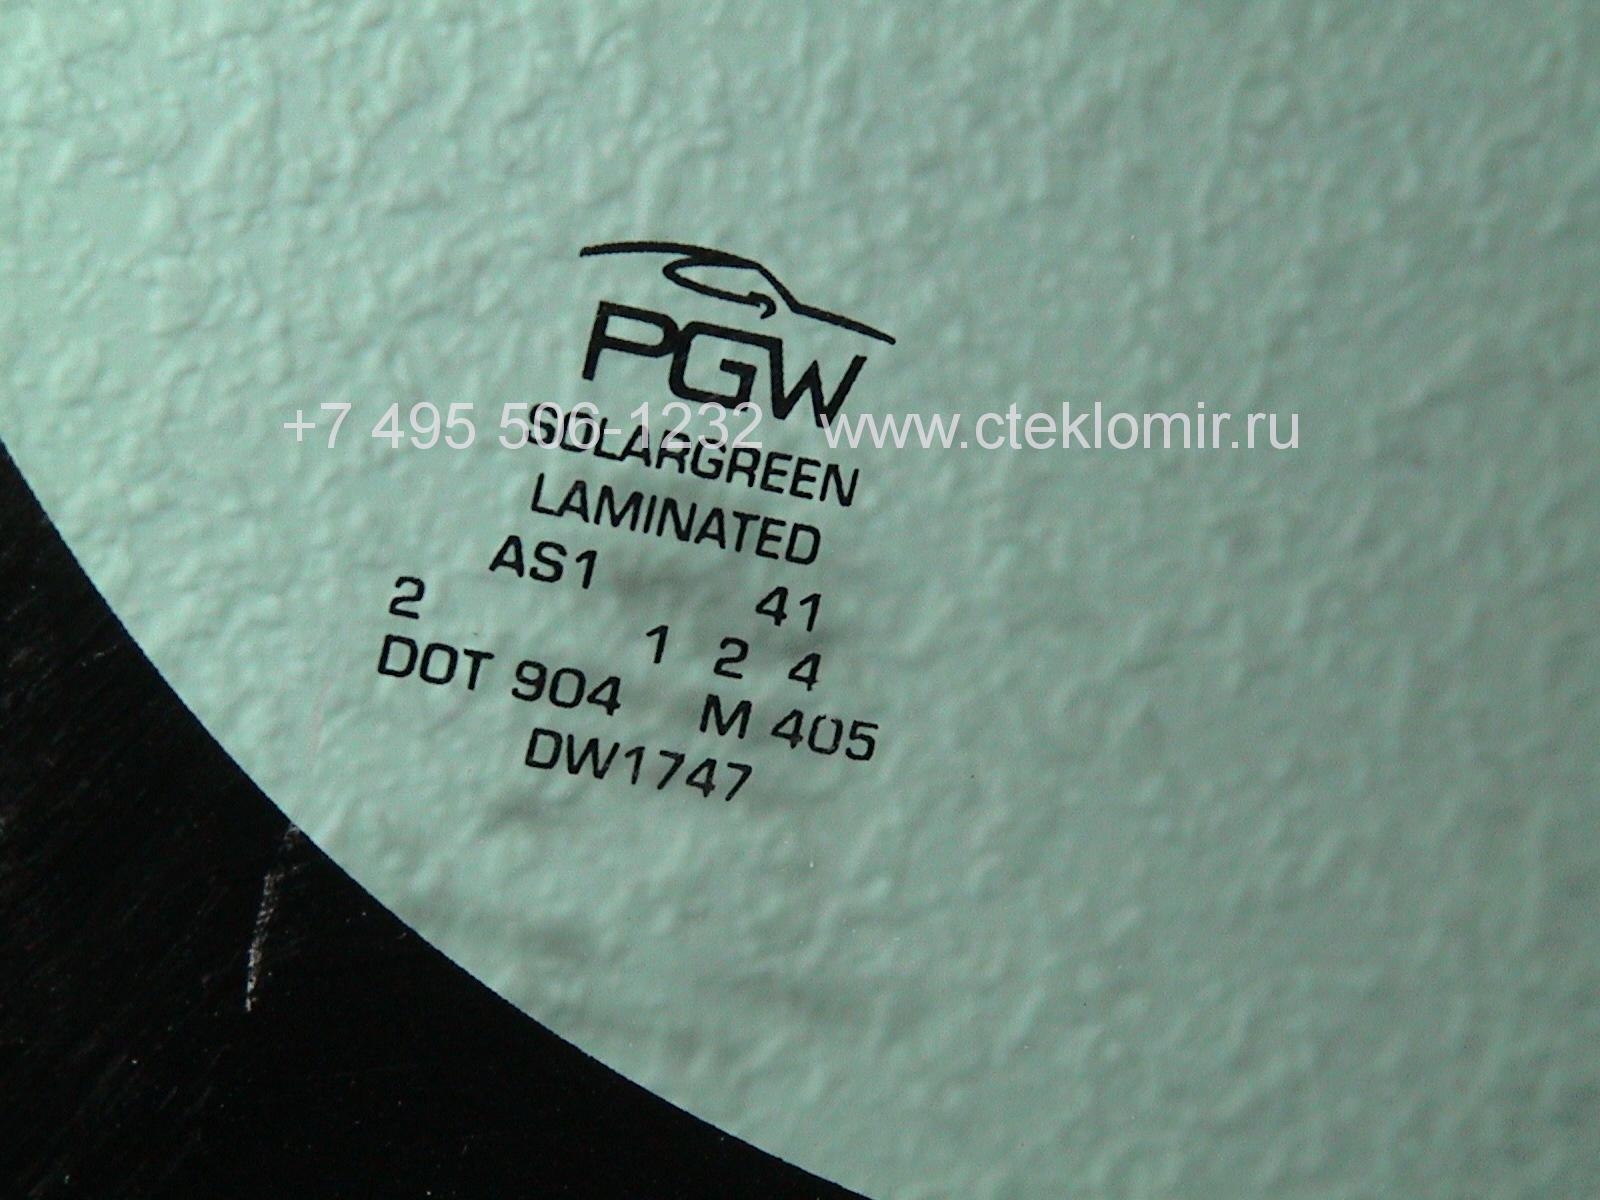 PGW
+7 495 506-1232 www.cteklomir.ru
SOLARGREEN
LAMINATED
AS1 41
2 1 2 4
DOT 904 M 405
DW1747